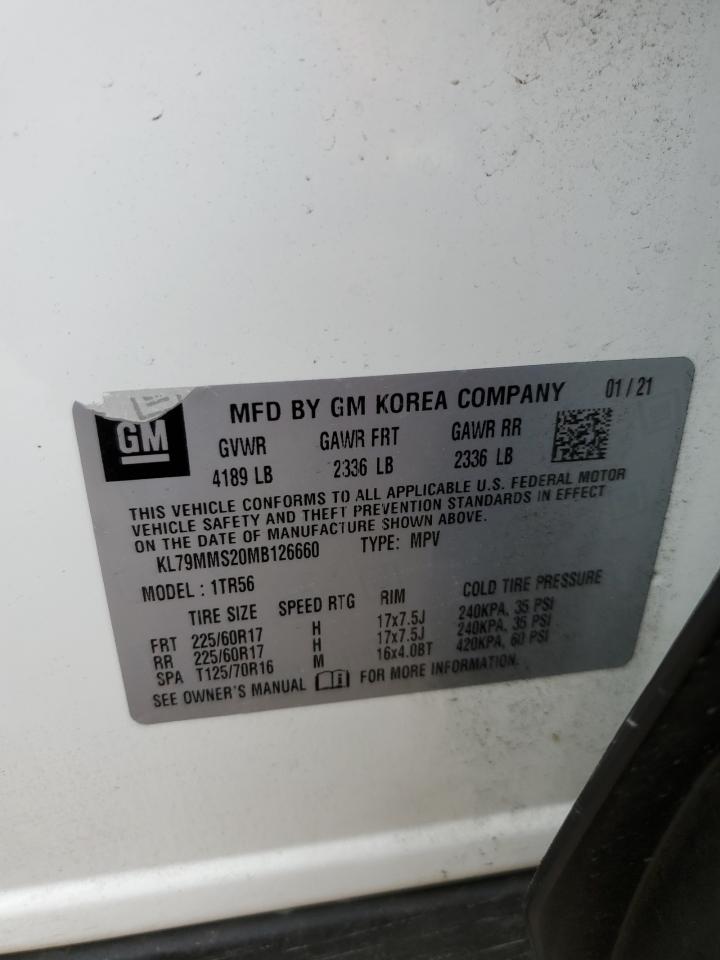 MFD BY GM KOREA COMPANY 01/21
GM
GVWR GAWR FRT GAWR RR
4189 LB 2336 LB 2336 LB
THIS VEHICLE CONFORMS TO ALL APPLICABLE U.S. FEDERAL MOTOR
VEHICLE SAFETY AND THEFT PREVENTION STANDARDS IN EFFECT
ON THE DATE OF MANUFACTURE SHOWN ABOVE.
KL79MMS20MB126660 TYPE: MPV
MODEL: 1TR56
TIRE SIZE SPEED RTG RIM COLD TIRE PRESSURE
FRT 225/60R17 H 17x7.5J 240KPA, 35 PSI
RR 225/60R17 H 17x7.5J 240KPA, 35 PSI
SPA T125/70R16 M 16x4.0BT 420KPA, 60 PSI
SEE OWNER'S MANUAL i FOR MORE INFORMATION.